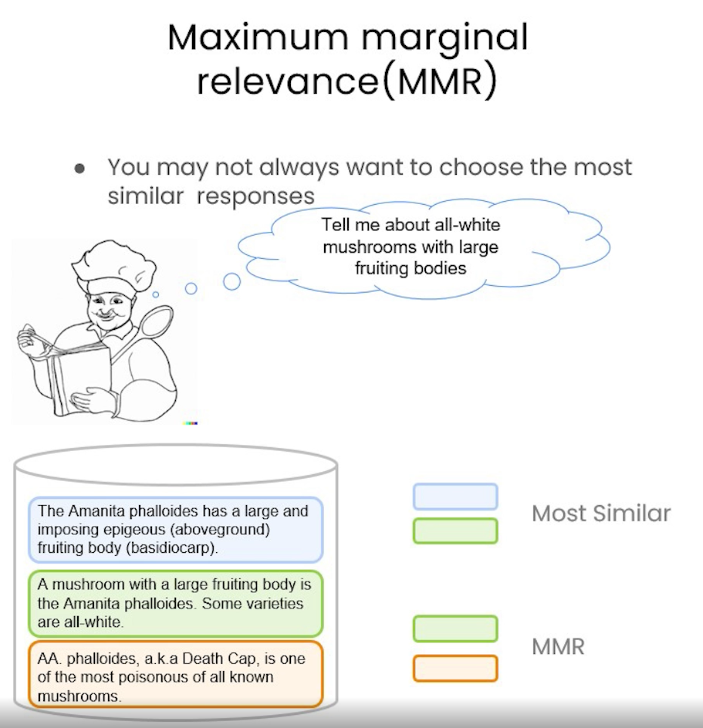 Maximum marginal
relevance(MMR)
● You may not always want to choose the most
similar responses
Tell me about all-white
mushrooms with large
fruiting bodies
The Amanita phalloides has a large and
imposing epigeous (aboveground)
fruiting body (basidiocarp).
A mushroom with a large fruiting body is
the Amanita phalloides. Some varieties
are all-white.
AA. phalloides, a.k.a Death Cap, is one
of the most poisonous of all known
mushrooms.
Most Similar
MMR